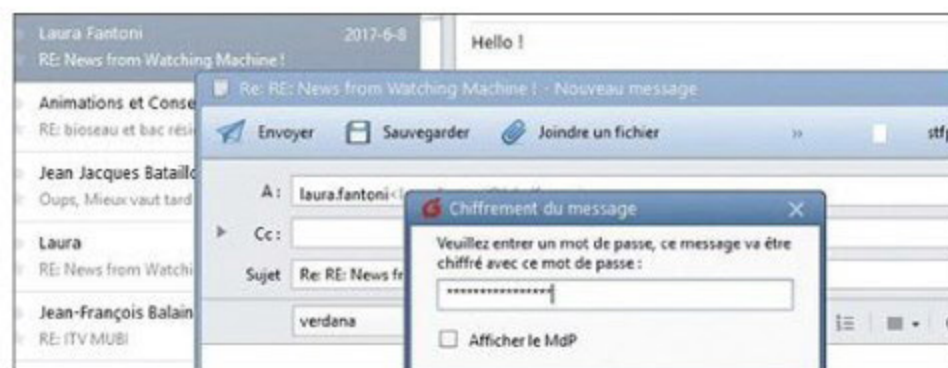 Laura Fantoni 2017-6-8
RE: News from Watching Machine !
Hello !
Animations et Conse
RE: bioseau et bac rési
Jean Jacques Bataill
Oups, Mieux vaut tard
Laura
RE: News from Watchi
Jean-François Balain
RE: ITV MUBI
Re: RE: News from Watching Machine ! - Nouveau message
Envoyer Sauvegarder Joindre un fichier »
A : laura.fantoni<
Cc :
Sujet Re: RE: News fr
verdana
Chiffrement du message
Veuillez entrer un mot de passe, ce message va être
chiffré avec ce mot de passe :
****************
Afficher le MdP